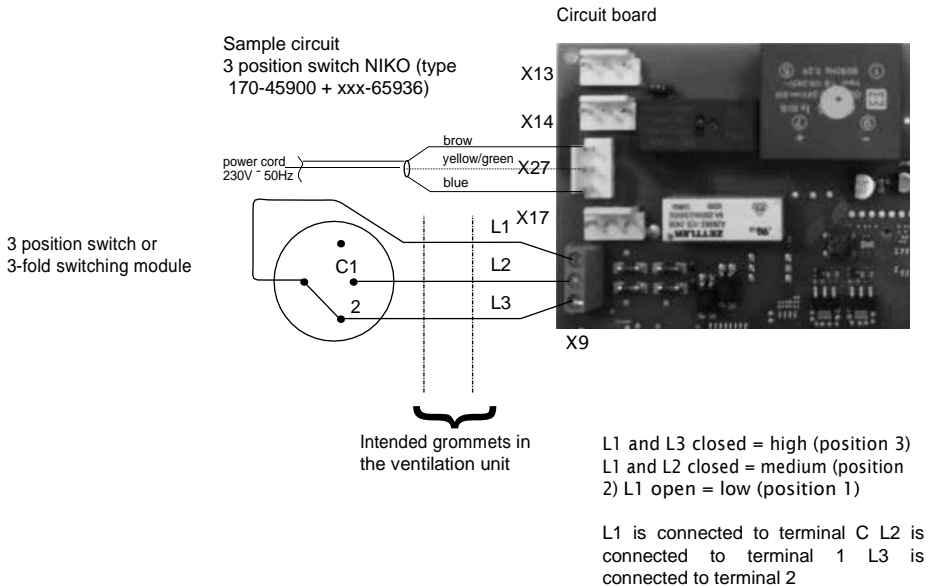 Circuit board
Sample circuit
3 position switch NIKO (type
170-45900 + xxx-65936)
X13
X14
brow
power cord
230V ~ 50Hz
yellow/green
X27
blue
X17
L1
3 position switch or
3-fold switching module
C1
L2
2
L3
X9
Intended grommets in
the ventilation unit
L1 and L3 closed = high (position 3)
L1 and L2 closed = medium (position
2) L1 open = low (position 1)
L1 is connected to terminal C L2 is
connected to terminal 1 L3 is
connected to terminal 2
ZETTLER